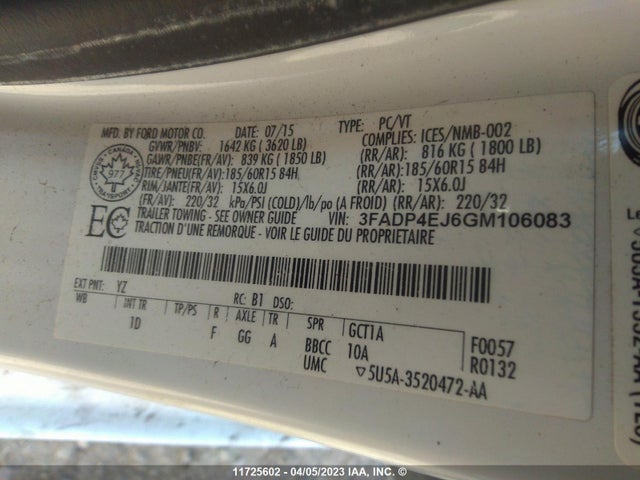 MFD. BY FORD MOTOR CO. DATE: 07/15 TYPE: PC/VT
GVWR/PNBV: 1642 KG ( 3620 LB) COMPLIES: ICES/NMB-002
GAWR/PNBE(FR/AV): 839 KG ( 1850 LB) (RR/AR): 816 KG ( 1800 LB)
TIRE/PNEU(FR/AV): 185/60R15 84H (RR/AR): 185/60R15 84H
RIM/JANTE(FR/AV): 15X6.0J (RR/AR): 15X6.0J
(FR/AV): 220/32 kPa/PSI (COLD)/lb/po (A FROID) (RR/AR): 220/32
TRAILER TOWING - SEE OWNER GUIDE VIN: 3FADP4EJ6GM106083
TRACTION D'UNE REMORQUE - VOIR LE GUIDE DU PROPRIETAIRE
CANADA
977
TRANSPORT
EC
EXT PNT: YZ RC: B1 DSO:
WB INT TR TP/PS R AXLE TR SPR GCT1A F0057
1D F GG A BBCC 10A R0132
UMC ▽5U5A-3520472-AA
11725602 - 04/05/2023 IAA, INC. ©